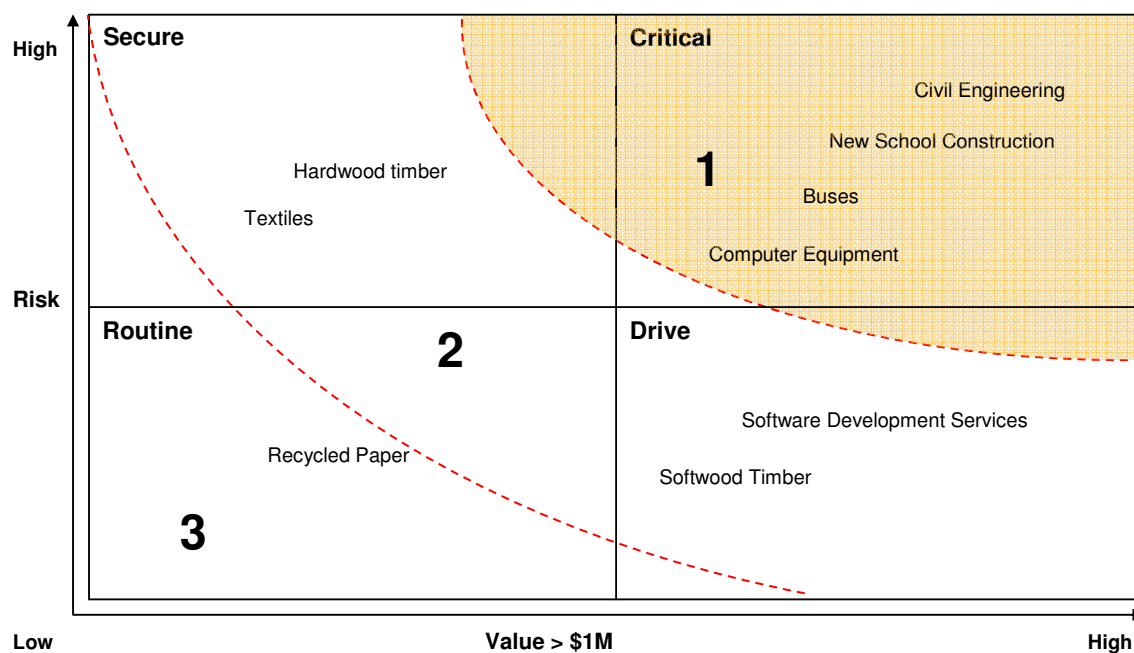 High
Secure
Critical
Civil Engineering
New School Construction
Hardwood timber
1
Buses
Textiles
Computer Equipment
Risk
Routine
Drive
2
Software Development Services
Recycled Paper
Softwood Timber
3
Low
Value > $1M
High